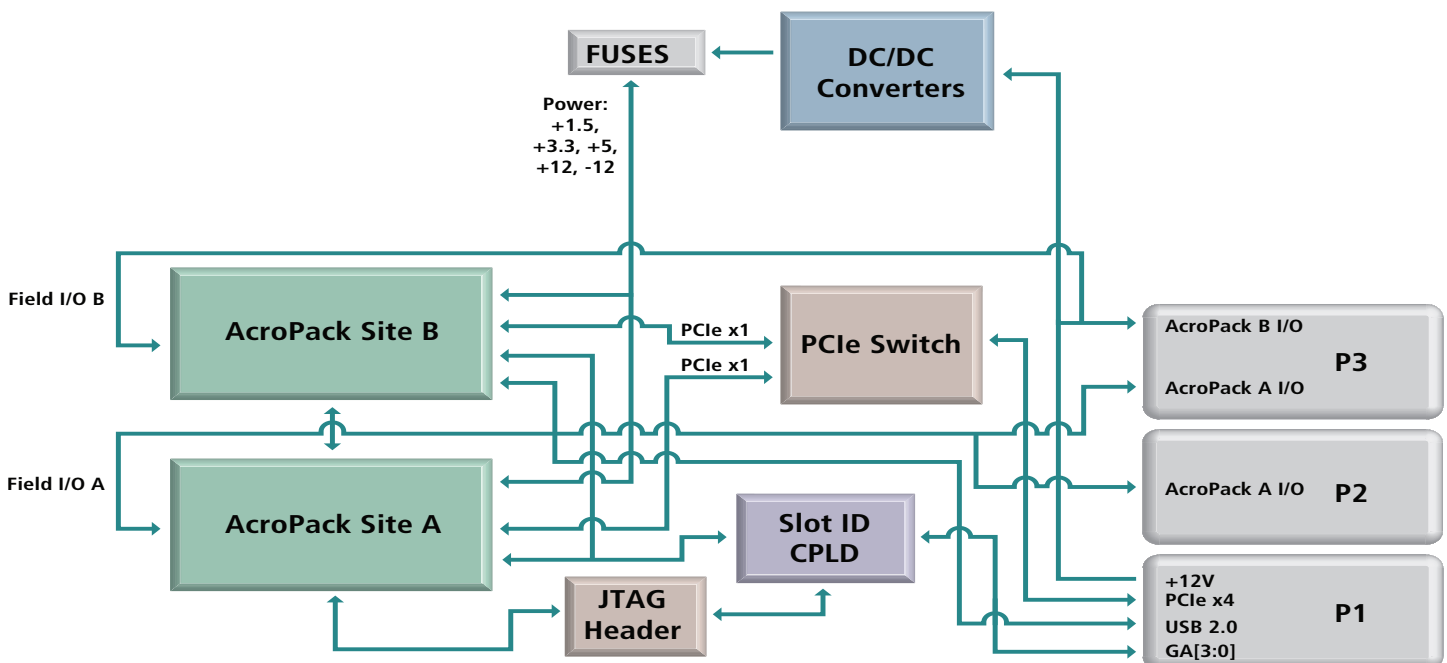 FUSES
DC/DC
Converters
Power:
+1.5,
+3.3, +5,
+12, -12
Field I/O B
AcroPack Site B
PCIe x1
PCIe x1
PCIe Switch
AcroPack B I/O
P3
AcroPack A I/O
Field I/O A
AcroPack Site A
Slot ID
CPLD
AcroPack A I/O
P2
JTAG
Header
+12V
PCIe x4
P1
USB 2.0
GA[3:0]